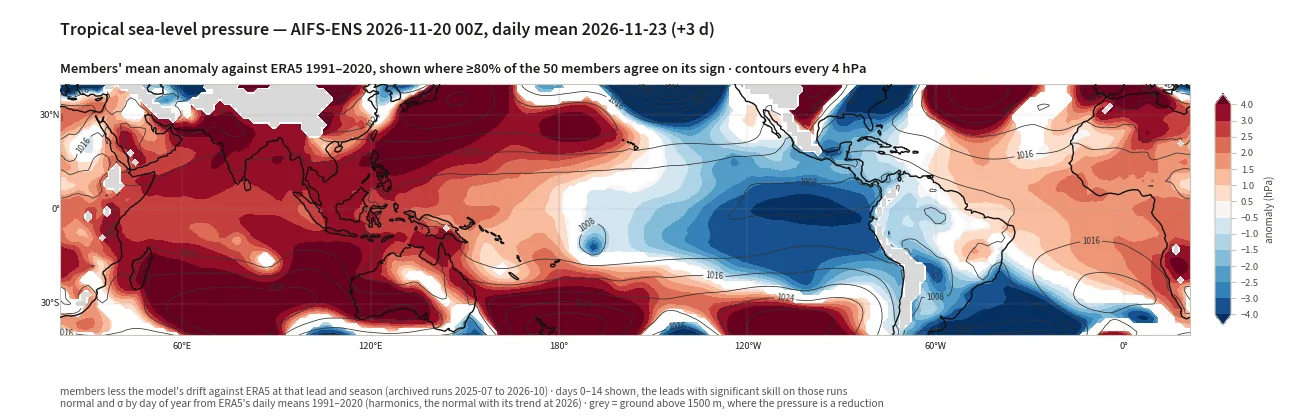 Tropical sea-level pressure — AIFS-ENS 2026-11-20 00Z, daily mean 2026-11-23 (+3 d)
Members' mean anomaly against ERA5 1991–2020, shown where ≥80% of the 50 members agree on its sign · contours every 4 hPa
30°N
0°
30°S
60°E
120°E
180°
120°W
60°W
0°
1016
1016
1016
1008
1008
1016
1016
1024
1008
1016
4.0
3.0
2.5
2.0
1.5
1.0
0.5
−0.5
−1.0
−1.5
−2.0
−2.5
−3.0
−4.0
anomaly (hPa)
members less the model's drift against ERA5 at that lead and season (archived runs 2025-07 to 2026-10) · days 0–14 shown, the leads with significant skill on those runs
normal and σ by day of year from ERA5's daily means 1991–2020 (harmonics, the normal with its trend at 2026) · grey = ground above 1500 m, where the pressure is a reduction